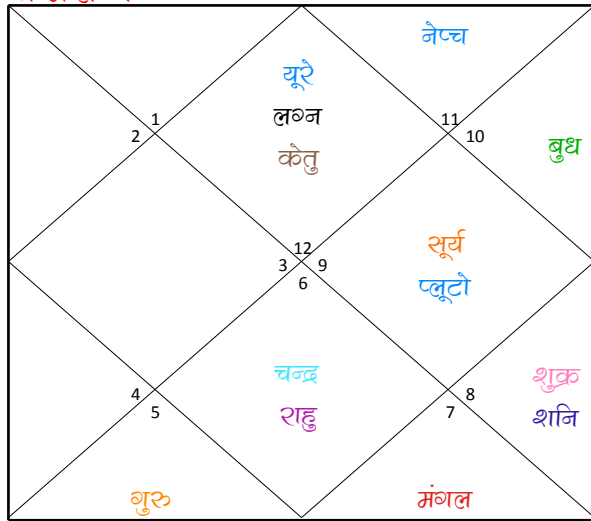 नेप्च
यूरे
लग्न
केतु
1
2
11
10
बुध
12
3
9
6
सूर्य
प्लूटो
चन्द्र
राहु
4
5
8
7
शुक्र
शनि
गुरु
मंगल